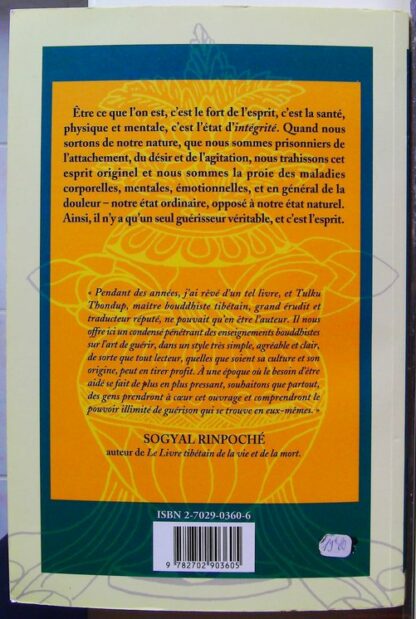 Être ce que l'on est, c'est le fort de l'esprit, c'est la santé,
physique et mentale, c'est l'état d'intégrité. Quand nous
sortons de notre nature, que nous sommes prisonniers de
l'attachement, du désir et de l'agitation, nous trahissons cet
esprit originel et nous sommes la proie des maladies
corporelles, mentales, émotionnelles, et en général de la
douleur – notre état ordinaire, opposé à notre état naturel.
Ainsi, il n'y a qu'un seul guérisseur véritable, et c'est l'esprit.
« Pendant des années, j'ai rêvé d'un tel livre, et Tulku
Thondup, maître bouddhiste tibétain, grand érudit et
traducteur réputé, ne pouvait qu'en être l'auteur. Il nous
offre ici un condensé pénétrant des enseignements bouddhistes
sur l'art de guérir, dans un style très simple, agréable et clair,
de sorte que tout lecteur, quelles que soient sa culture et son
origine, peut en tirer profit. À une époque où le besoin d'être
aidé se fait de plus en plus pressant, souhaitons que partout,
des gens prendront à cœur cet ouvrage et comprendront le
pouvoir illimité de guérison qui se trouve en eux-mêmes. »
SOGYAL RINPOCHÉ
auteur de Le Livre tibétain de la vie et de la mort.
ISBN 2-7029-0360-6
9 782702 903605